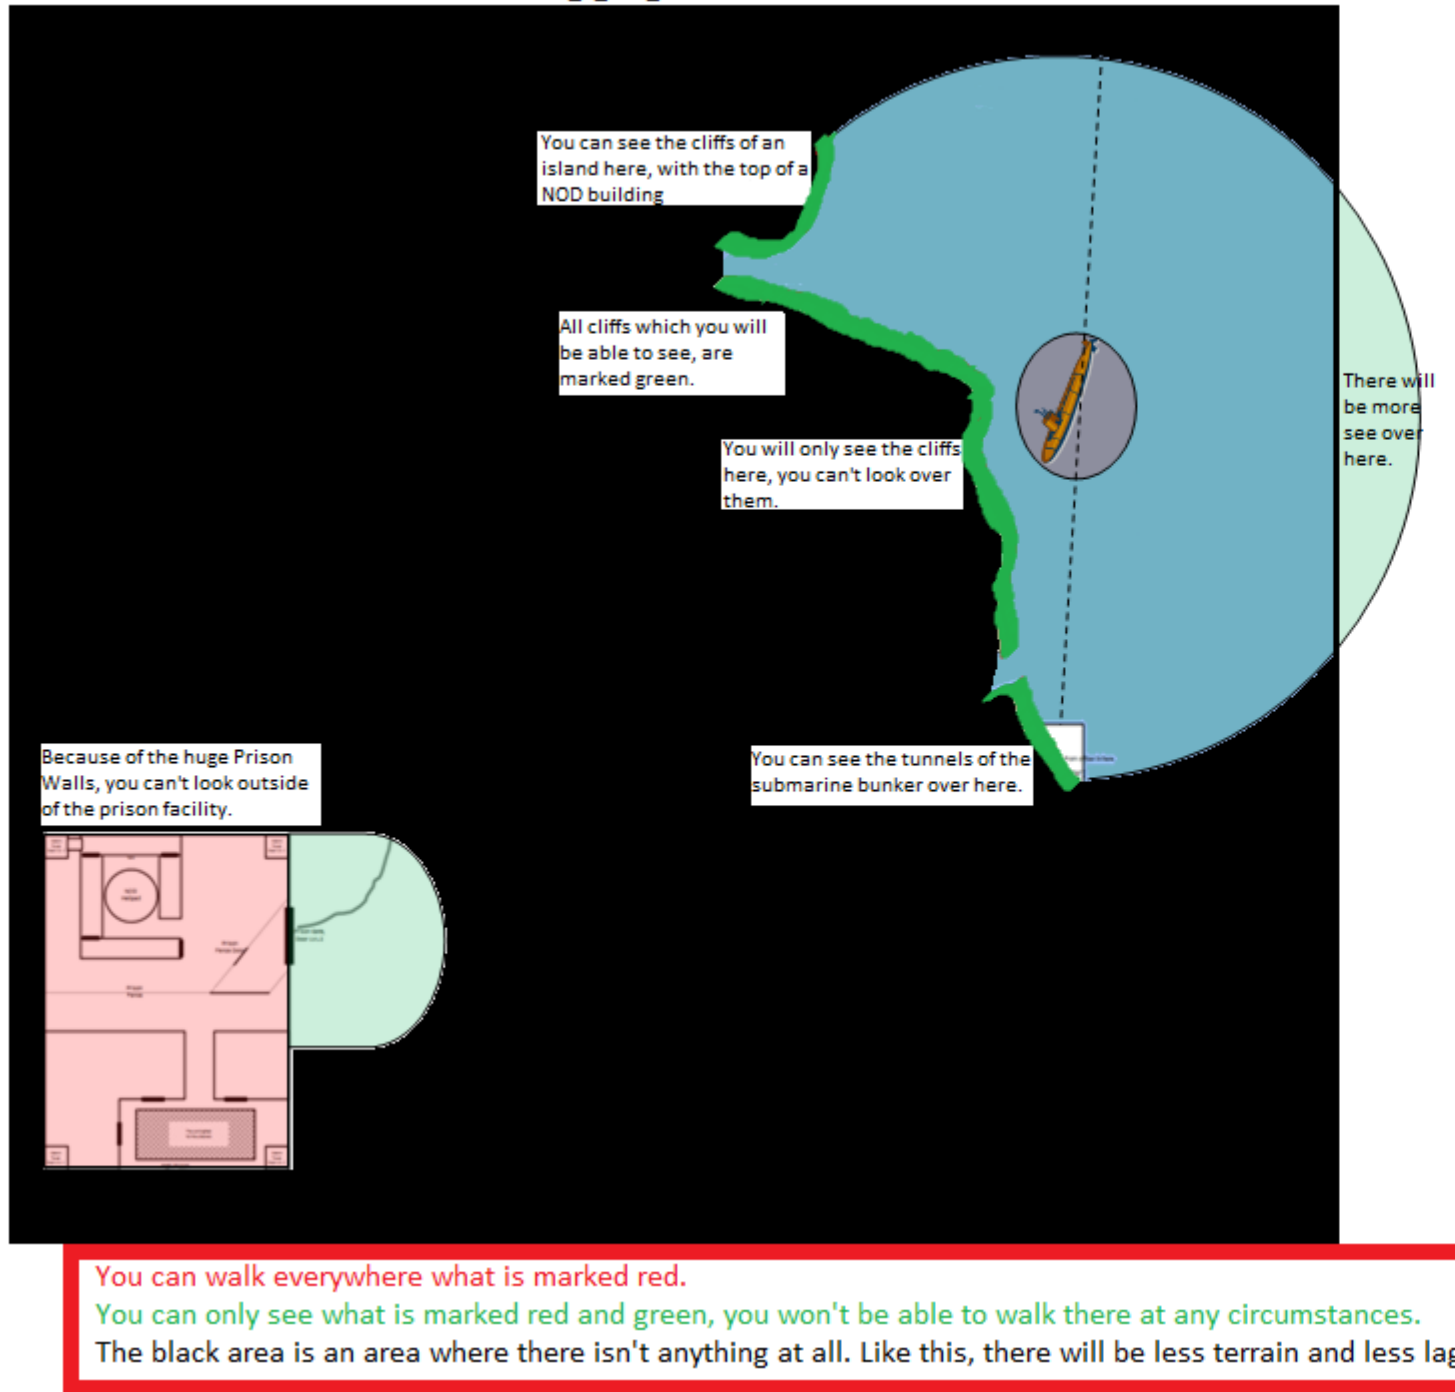 You can see the cliffs of an
island here, with the top of a
NOD building
All cliffs which you will
be able to see, are
marked green.
There will
be more
see over
here.
You will only see the cliffs
here, you can't look over
them.
You can see the tunnels of the
submarine bunker over here.
Because of the huge Prison
Walls, you can't look outside
of the prison facility.
NOD
Prison
Prison
Fence
You can walk everywhere what is marked red.
You can only see what is marked red and green, you won't be able to walk there at any circumstances.
The black area is an area where there isn't anything at all. Like this, there will be less terrain and less lag